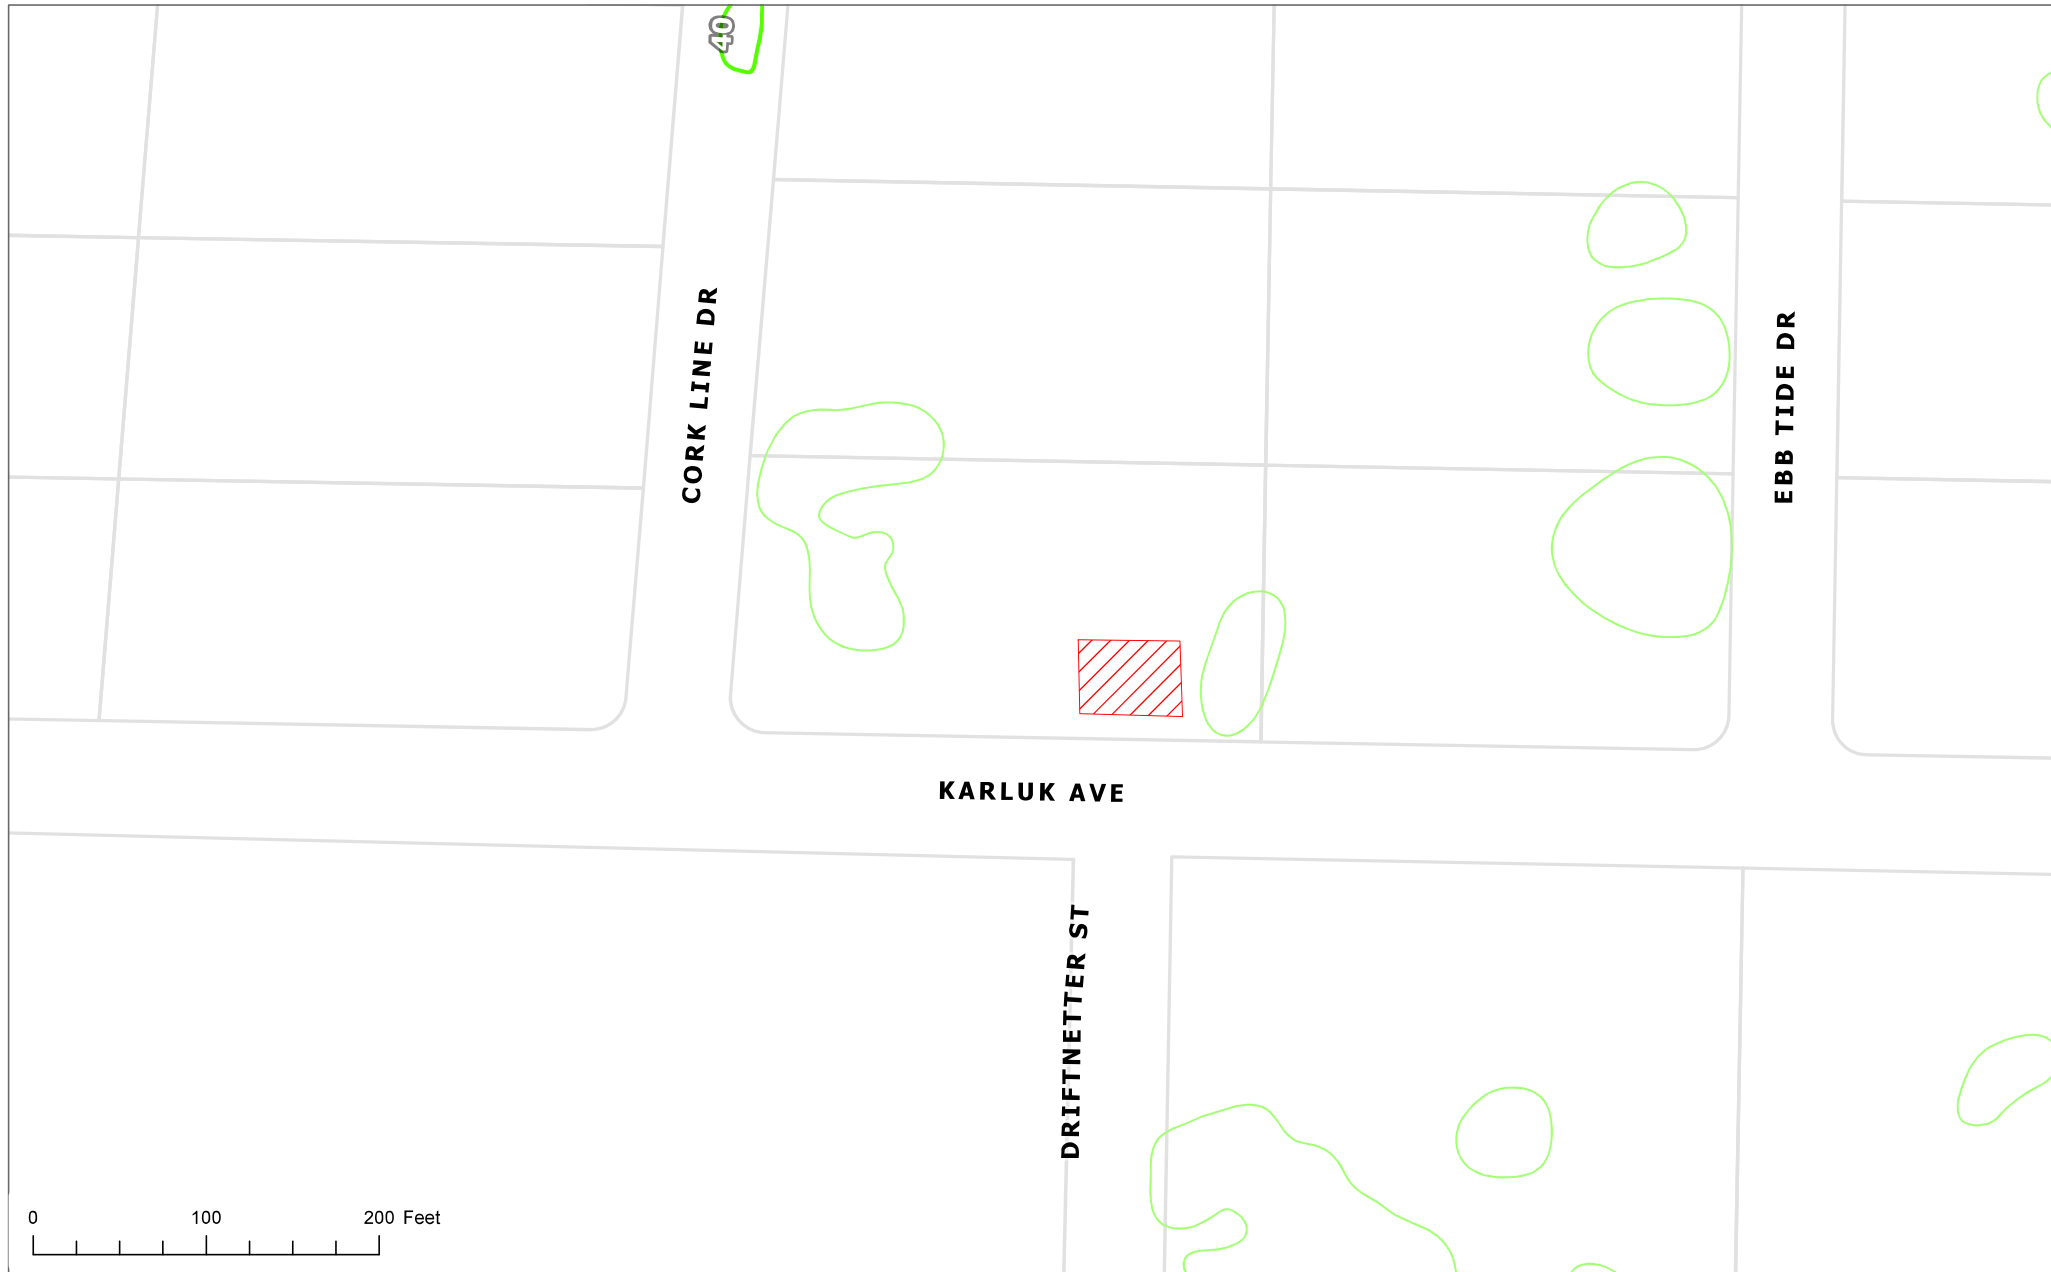 40
CORK LINE DR
EBB TIDE DR
KARLUK AVE
DRIFTNETTER ST
0 100 200 Feet